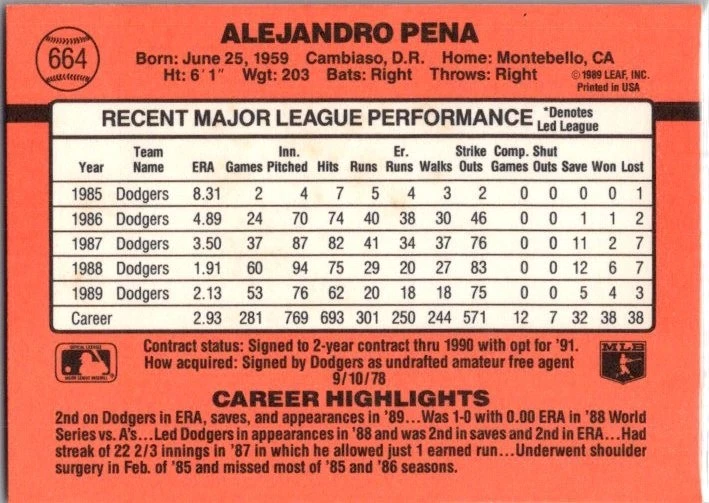 664
ALEJANDRO PENA
Born: June 25, 1959 Cambiaso, D.R. Home: Montebello, CA
Ht: 6'1" Wgt: 203 Bats: Right Throws: Right
© 1989 LEAF, INC.
Printed in USA
RECENT MAJOR LEAGUE PERFORMANCE *Denotes Led League
Year Team Name ERA Games Inn. Pitched Hits Runs Er. Runs Walks Strike Outs Comp. Games Shut Outs Save Won Lost
1985 Dodgers 8.31 2 4 7 5 4 3 2 0 0 0 0 1
1986 Dodgers 4.89 24 70 74 40 38 30 46 0 0 1 1 2
1987 Dodgers 3.50 37 87 82 41 34 37 76 0 0 11 2 7
1988 Dodgers 1.91 60 94 75 29 20 27 83 0 0 12 6 7
1989 Dodgers 2.13 53 76 62 20 18 18 75 0 0 5 4 3
Career 2.93 281 769 693 301 250 244 571 12 7 32 38 38
Contract status: Signed to 2-year contract thru 1990 with opt for '91.
How acquired: Signed by Dodgers as undrafted amateur free agent
9/10/78
MLB
CAREER HIGHLIGHTS
2nd on Dodgers in ERA, saves, and appearances in '89...Was 1-0 with 0.00 ERA in '88 World
Series vs. A's...Led Dodgers in appearances in '88 and was 2nd in saves and 2nd in ERA...Had
streak of 22 2/3 innings in '87 in which he allowed just 1 earned run...Underwent shoulder
surgery in Feb. of '85 and missed most of '85 and '86 seasons.